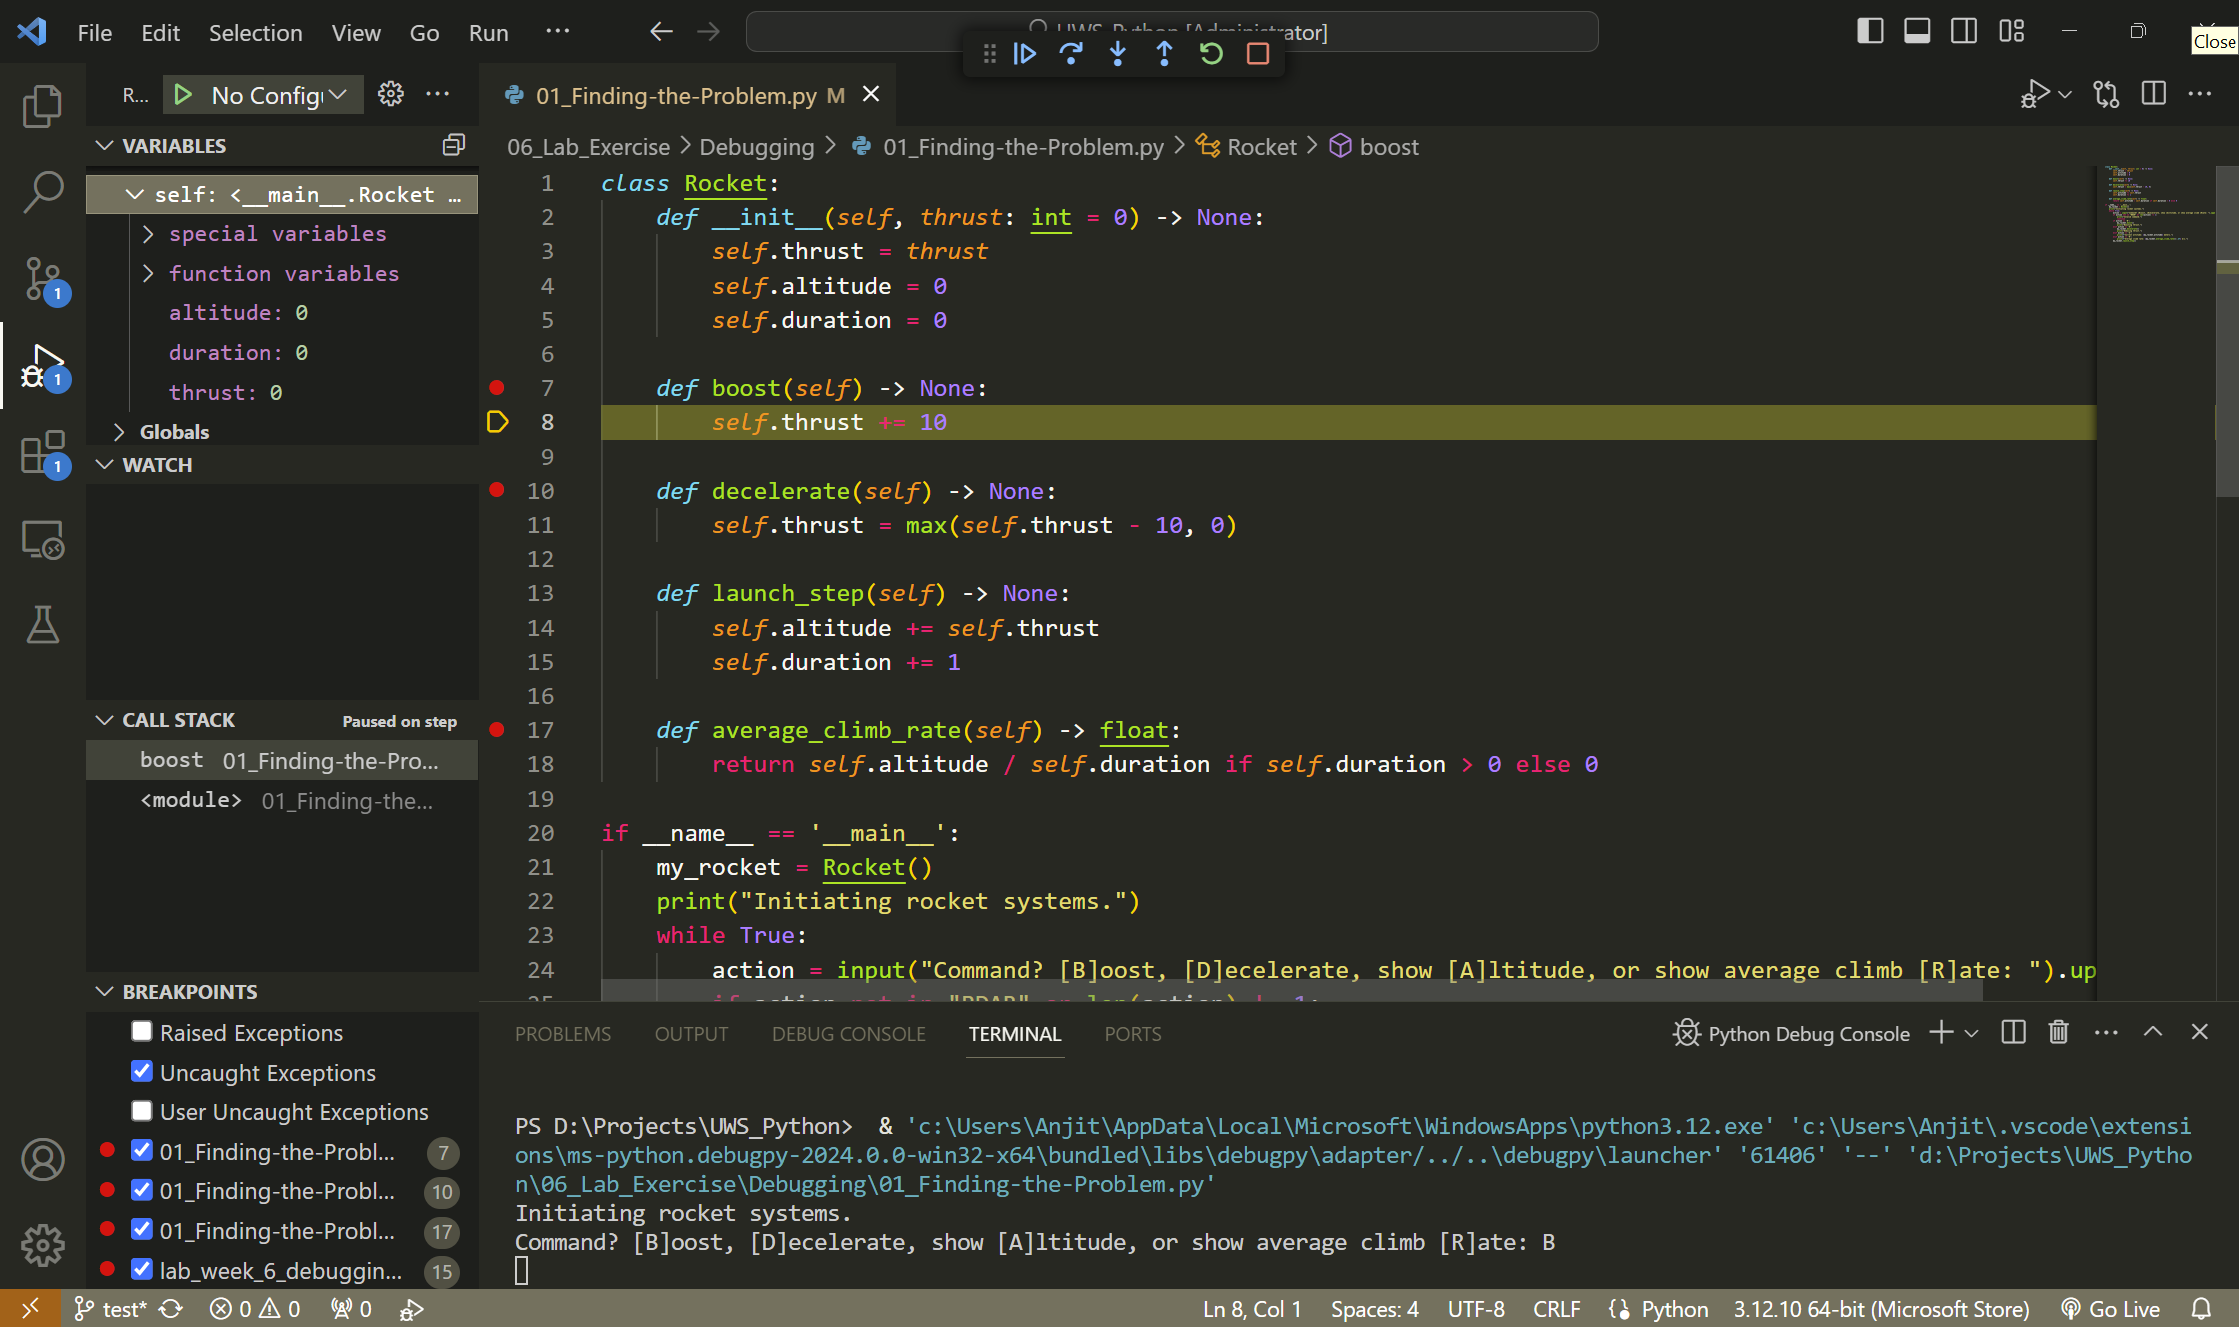 File Edit Selection View Go Run ...
ator]
Close
R... No Config
01_Finding-the-Problem.py M
06_Lab_Exercise > Debugging > 01_Finding-the-Problem.py > Rocket > boost
VARIABLES
self: <__main__.Rocket …
special variables
function variables
altitude: 0
duration: 0
thrust: 0
Globals
WATCH
CALL STACK Paused on step
boost 01_Finding-the-Pro...
<module> 01_Finding-the...
BREAKPOINTS
Raised Exceptions
Uncaught Exceptions
User Uncaught Exceptions
01_Finding-the-Probl... 7
01_Finding-the-Probl... 10
01_Finding-the-Probl... 17
lab_week_6_debuggin... 15
1
1
1
1 class Rocket:
2 def __init__(self, thrust: int = 0) -> None:
3 self.thrust = thrust
4 self.altitude = 0
5 self.duration = 0
6
7 def boost(self) -> None:
8 self.thrust += 10
9
10 def decelerate(self) -> None:
11 self.thrust = max(self.thrust - 10, 0)
12
13 def launch_step(self) -> None:
14 self.altitude += self.thrust
15 self.duration += 1
16
17 def average_climb_rate(self) -> float:
18 return self.altitude / self.duration if self.duration > 0 else 0
19
20 if __name__ == '__main__':
21 my_rocket = Rocket()
22 print("Initiating rocket systems.")
23 while True:
24 action = input("Command? [B]oost, [D]ecelerate, show [A]ltitude, or show average climb [R]ate: ").up
PROBLEMS OUTPUT DEBUG CONSOLE TERMINAL PORTS
Python Debug Console
PS D:\Projects\UWS_Python> & 'c:\Users\Anjit\AppData\Local\Microsoft\WindowsApps\python3.12.exe' 'c:\Users\Anjit\.vscode\extensi
ons\ms-python.debugpy-2024.0.0-win32-x64\bundled\libs\debugpy\adapter/../..\debugpy\launcher' '61406' '--' 'd:\Projects\UWS_Pytho
n\06_Lab_Exercise\Debugging\01_Finding-the-Problem.py'
Initiating rocket systems.
Command? [B]oost, [D]ecelerate, show [A]ltitude, or show average climb [R]ate: B
test* 0 0 0 Ln 8, Col 1 Spaces: 4 UTF-8 CRLF Python 3.12.10 64-bit (Microsoft Store) Go Live